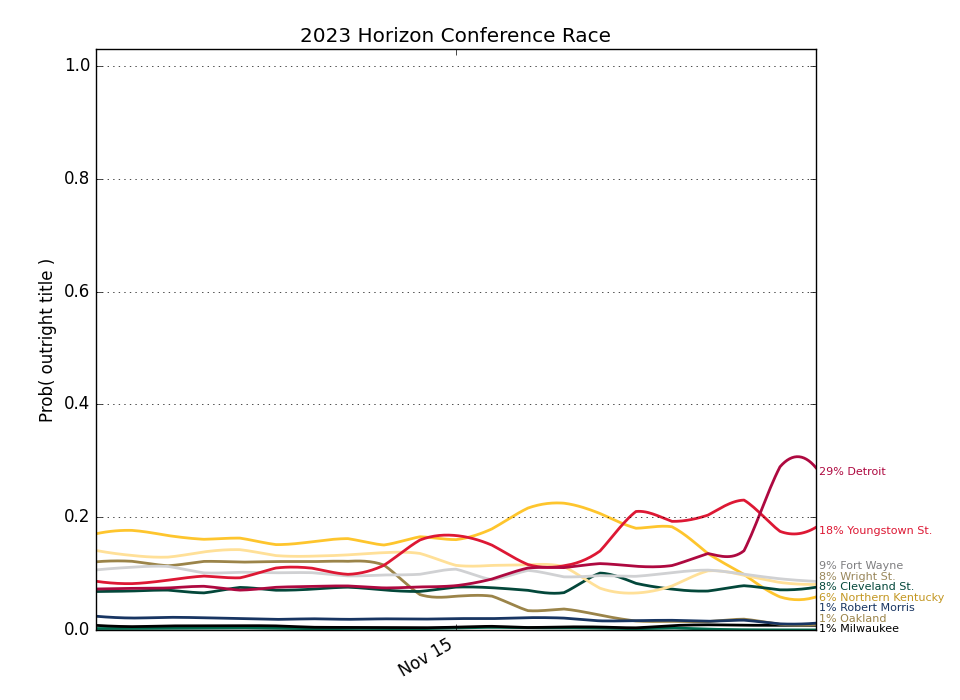 2023 Horizon Conference Race
1.0
0.8
0.6
0.4
0.2
0.0
Prob( outright title )
Nov 15
29% Detroit
18% Youngstown St.
9% Fort Wayne
8% Wright St.
8% Cleveland St.
6% Northern Kentucky
1% Robert Morris
1% Oakland
1% Milwaukee